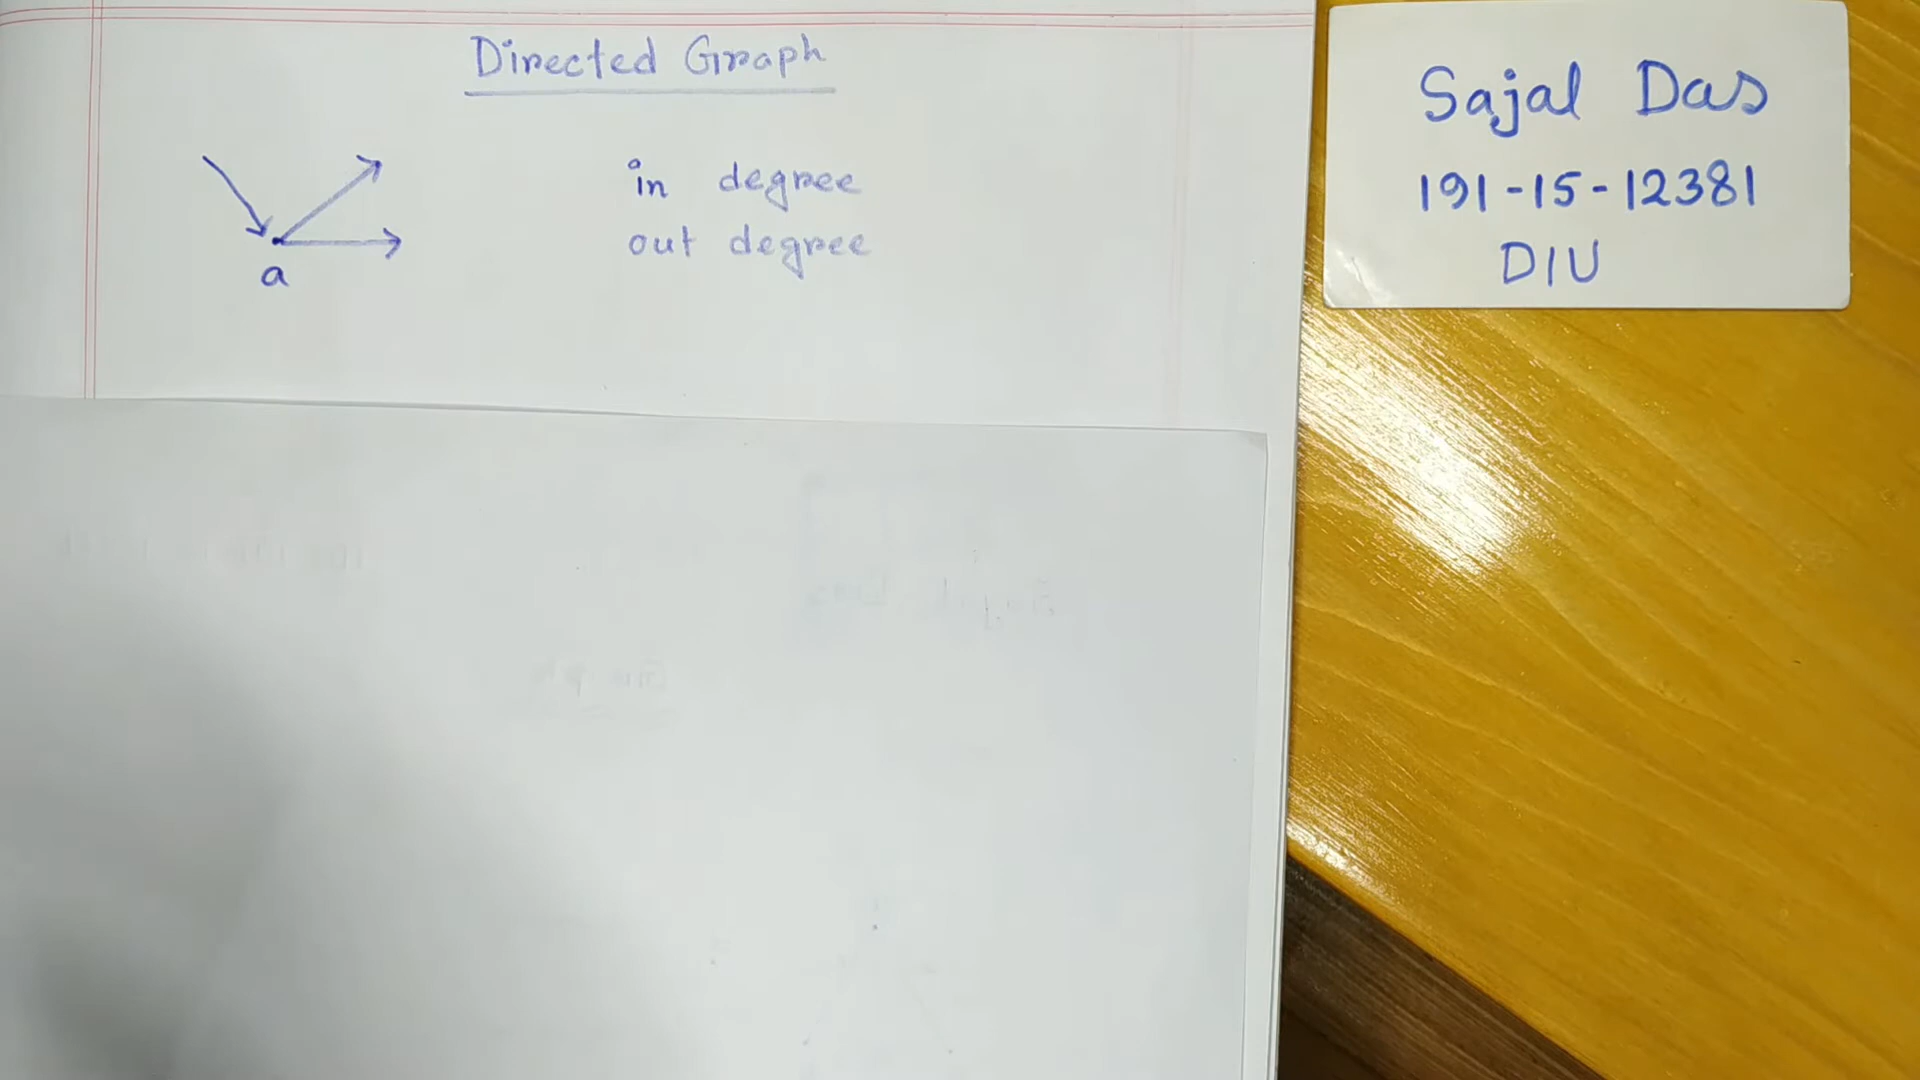 Directed Graph
in degree
out degree
a
Sajal Das
191-15-12381
DIU